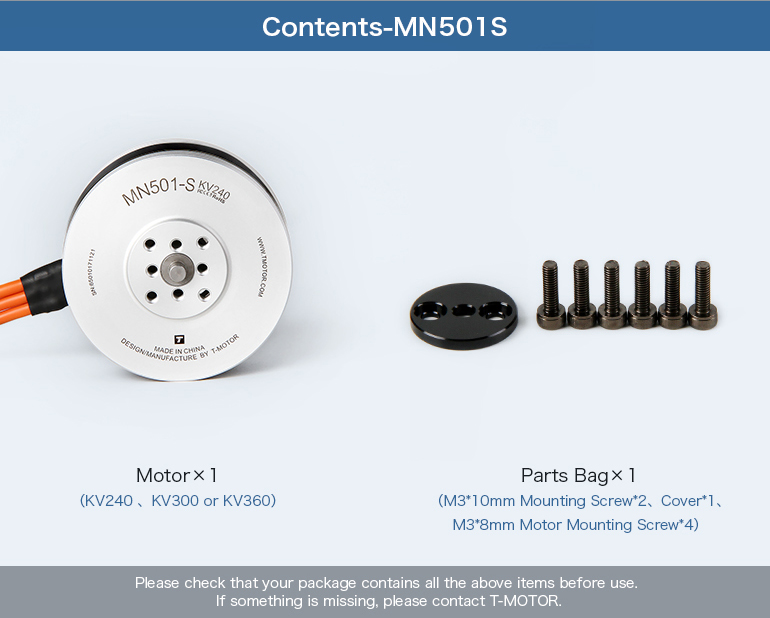 Contents-MN501S
MN501-S KV240
SN:65010171121
WWW.TMOTOR.COM
T
MADE IN CHINA
DESIGN/MANUFACTURE BY T-MOTOR
Motor×1
(KV240 、KV300 or KV360)
Parts Bag×1
(M3*10mm Mounting Screw*2、Cover*1、
M3*8mm Motor Mounting Screw*4)
Please check that your package contains all the above items before use.
If something is missing, please contact T-MOTOR.